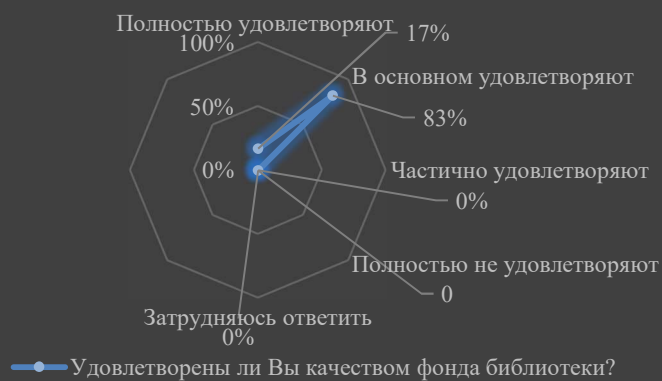 Полностью удовлетворяют
17%
100%
В основном удовлетворяют
50%
83%
0%
Частично удовлетворяют
0%
Полностью не удовлетворяют
0
Затрудняюсь ответить
0%
Удовлетворены ли Вы качеством фонда библиотеки?